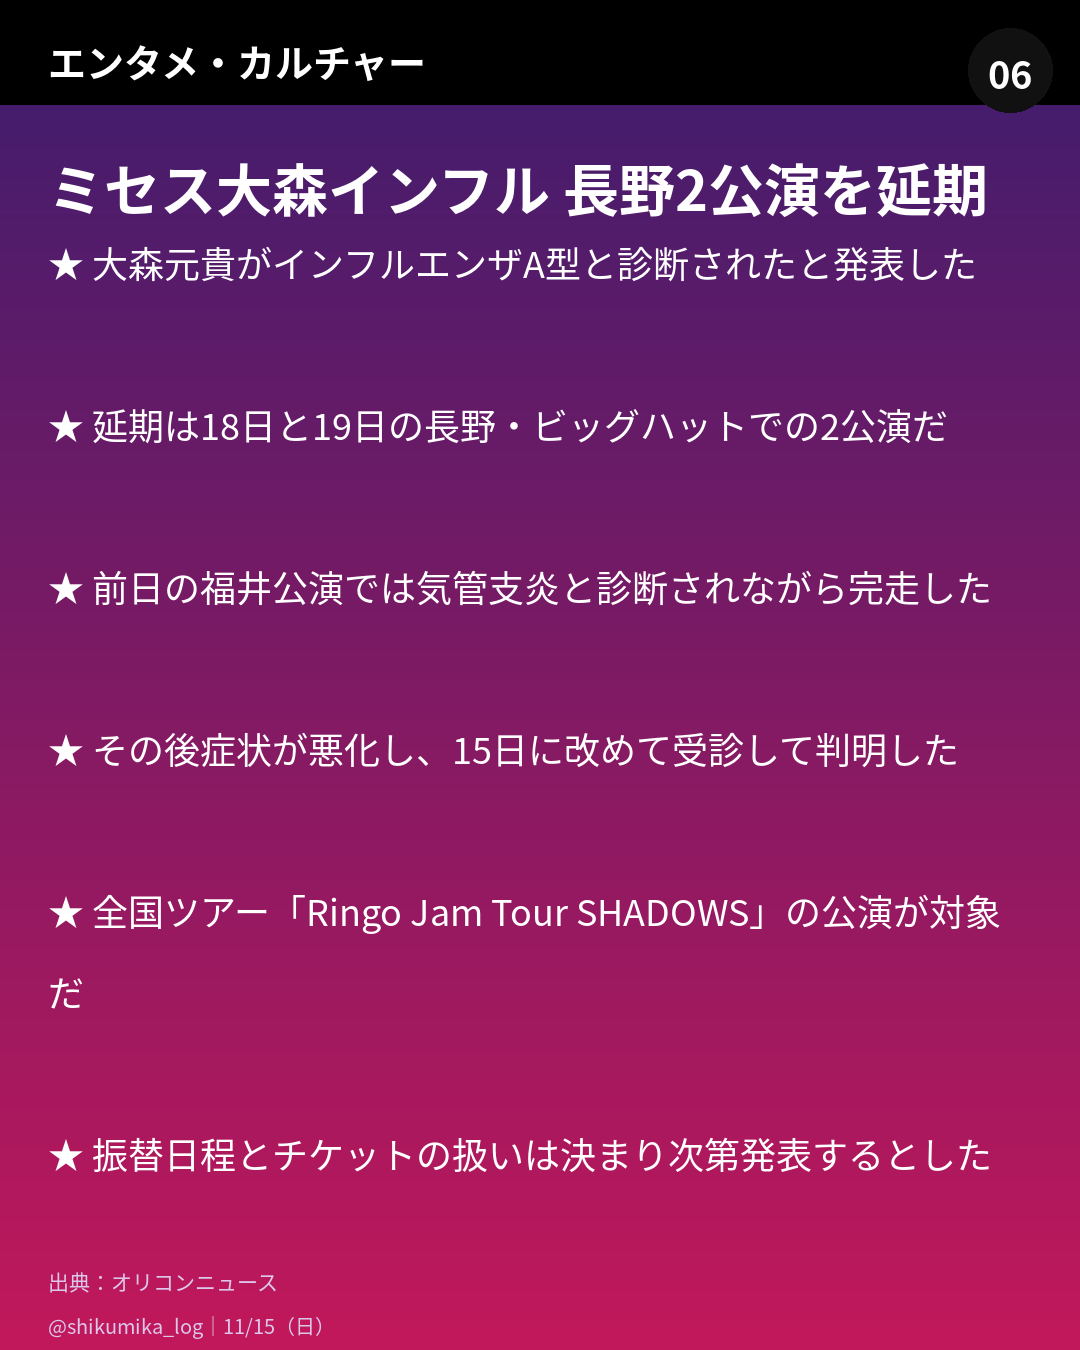 エンタメ・カルチャー
06
ミセス大森インフル 長野2公演を延期
★ 大森元貴がインフルエンザA型と診断されたと発表した
★ 延期は18日と19日の長野・ビッグハットでの2公演だ
★ 前日の福井公演では気管支炎と診断されながら完走した
★ その後症状が悪化し、15日に改めて受診して判明した
★ 全国ツアー「Ringo Jam Tour SHADOWS」の公演が対象
だ
★ 振替日程とチケットの扱いは決まり次第発表するとした
出典：オリコンニュース
@shikumika_log｜11/15（日）